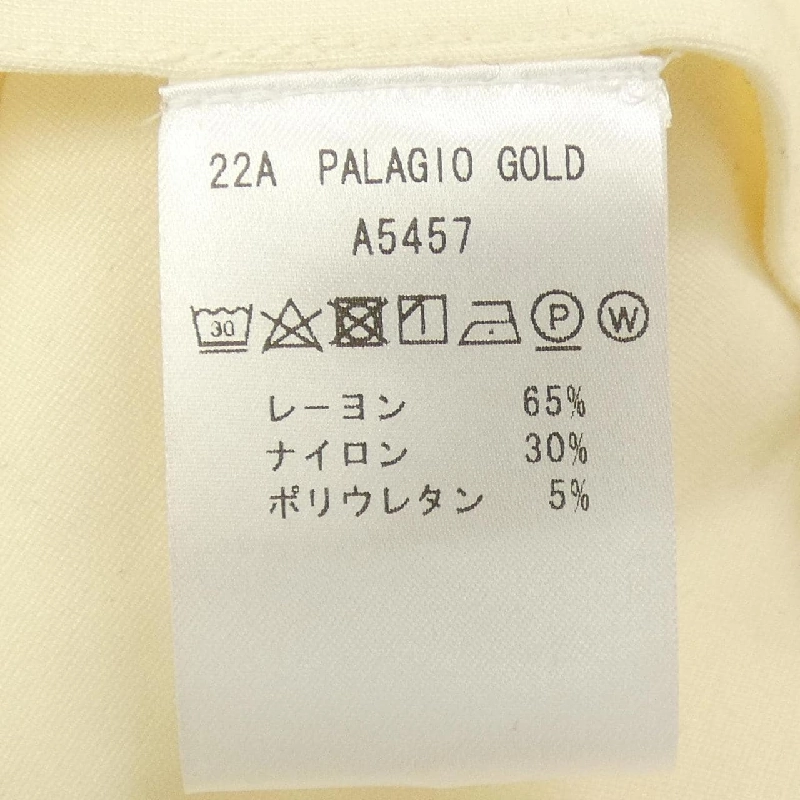 22A PALAGIO GOLD
A5457
30 P W
レーヨン 65%
ナイロン 30%
ポリウレタン 5%